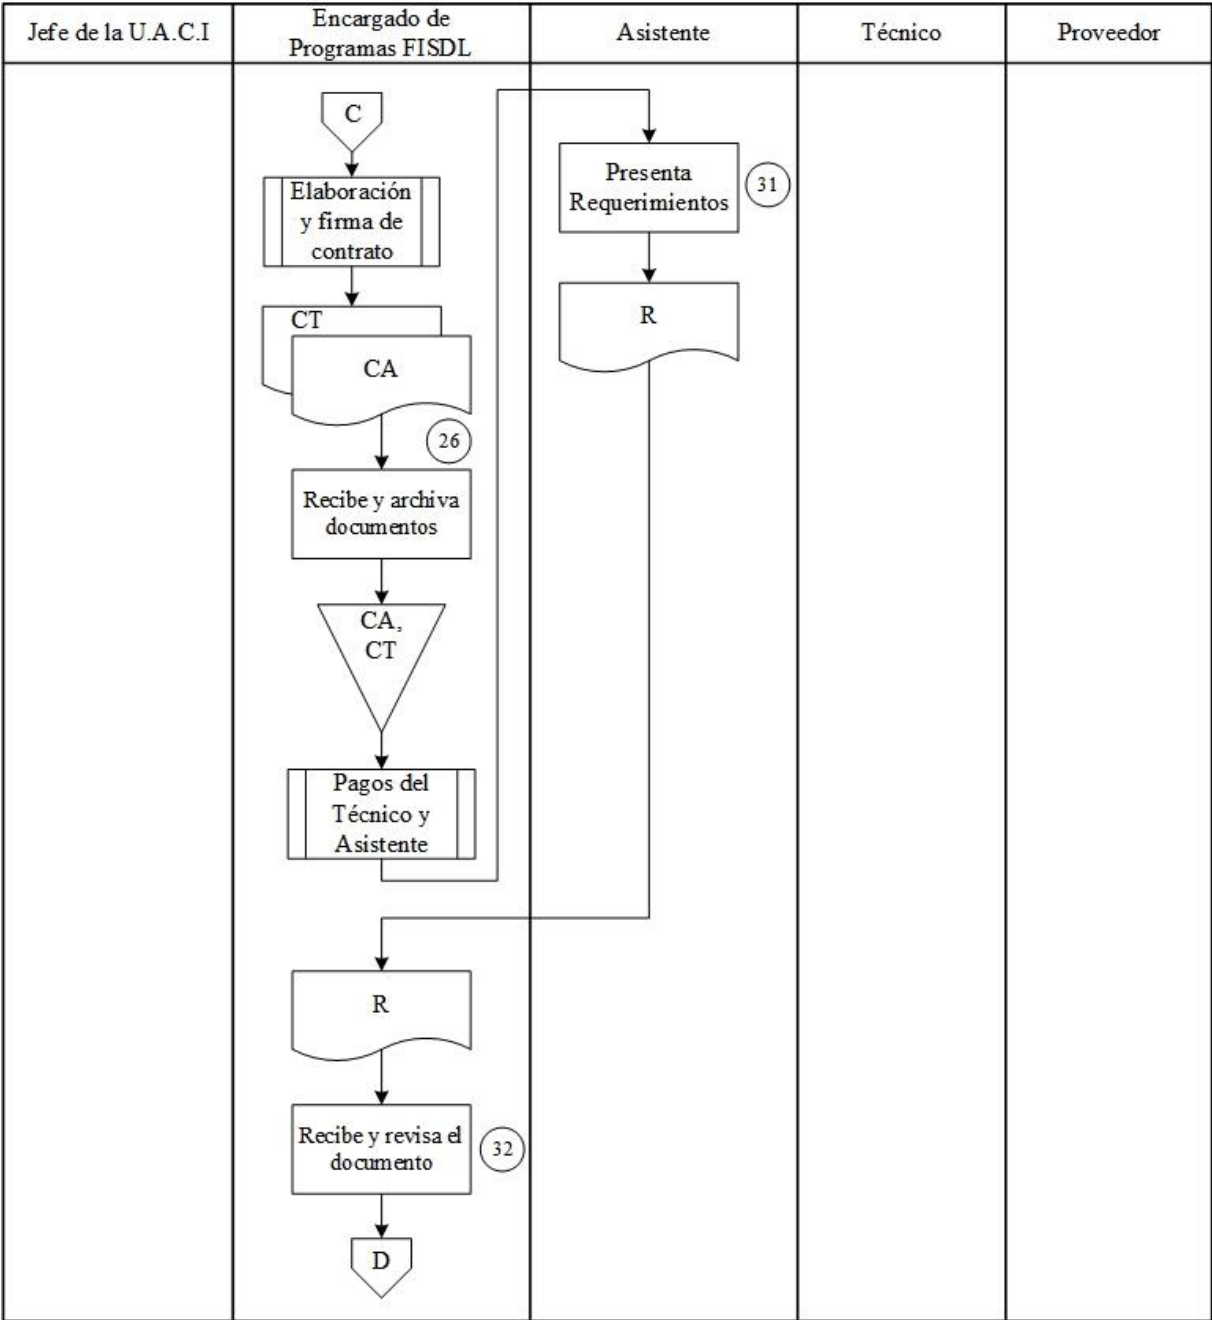 Jefe de la U.A.C.I
Encargado de
Programas FISDL
Asistente
Técnico
Proveedor
C
Elaboración
y firma de
contrato
CT
CA
26
Recibe y archiva
documentos
CA,
CT
Pagos del
Técnico y
Asistente
Presenta
Requerimientos
31
R
R
Recibe y revisa el
documento
32
D